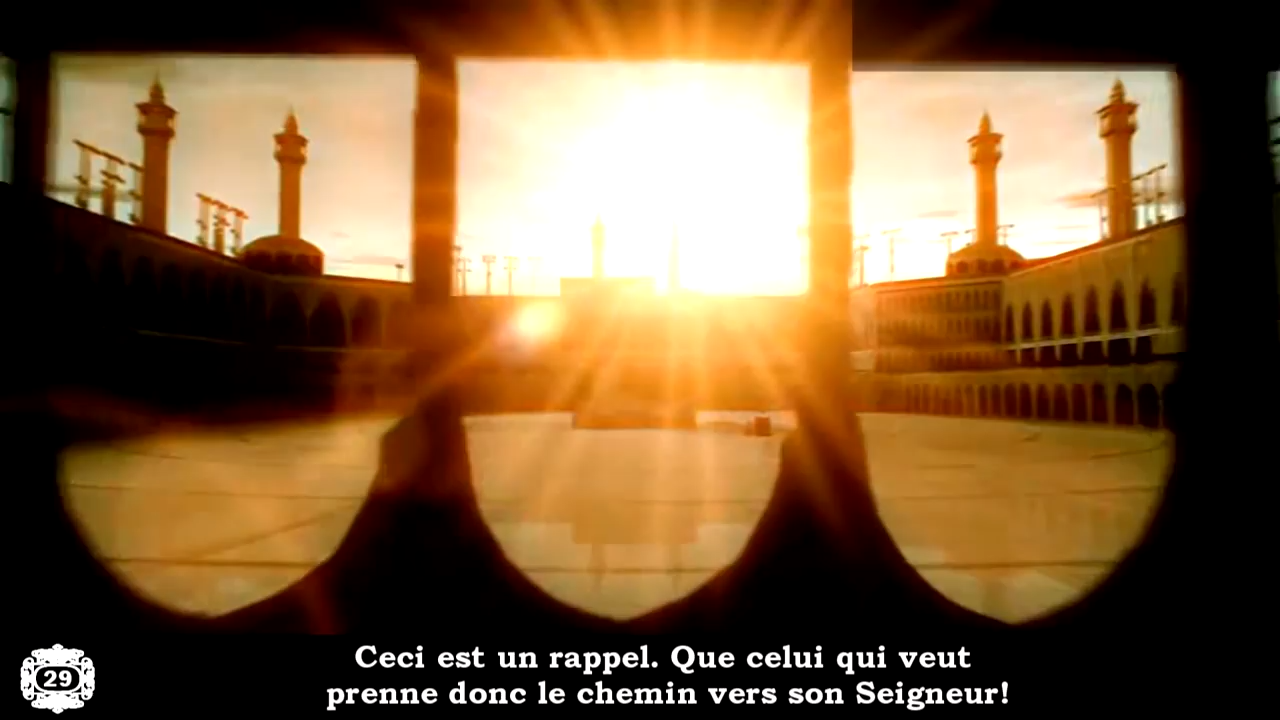 Ceci est un rappel. Que celui qui veut
29
prenne donc le chemin vers son Seigneur!